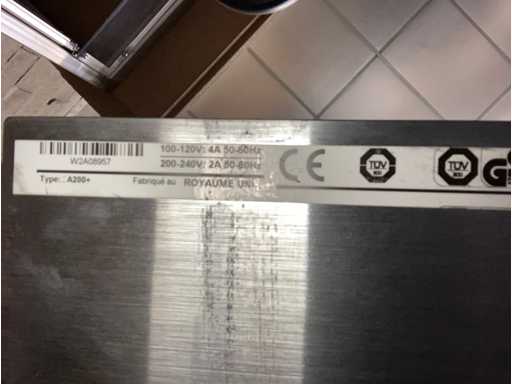 W2A08957
Type: : A200+
100-120V: 4A 50-60Hz
200-240V: 2A 50-60Hz
Fabriqué au ROYAUME UNI
CE
TÜV
TÜV